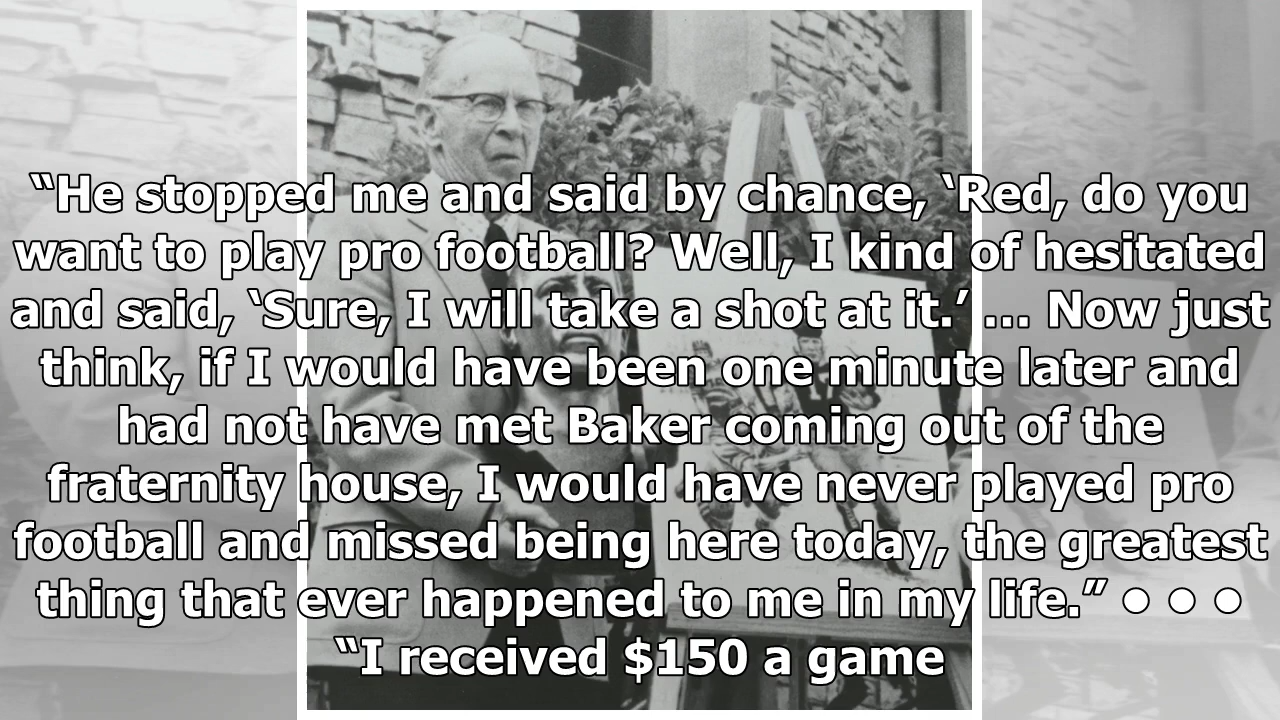 “He stopped me and said by chance, ‘Red, do you
want to play pro football? Well, I kind of hesitated
and said, ‘Sure, I will take a shot at it.’ ... Now just
think, if I would have been one minute later and
had not have met Baker coming out of the
fraternity house, I would have never played pro
football and missed being here today, the greatest
thing that ever happened to me in my life.” • • •
“I received $150 a game